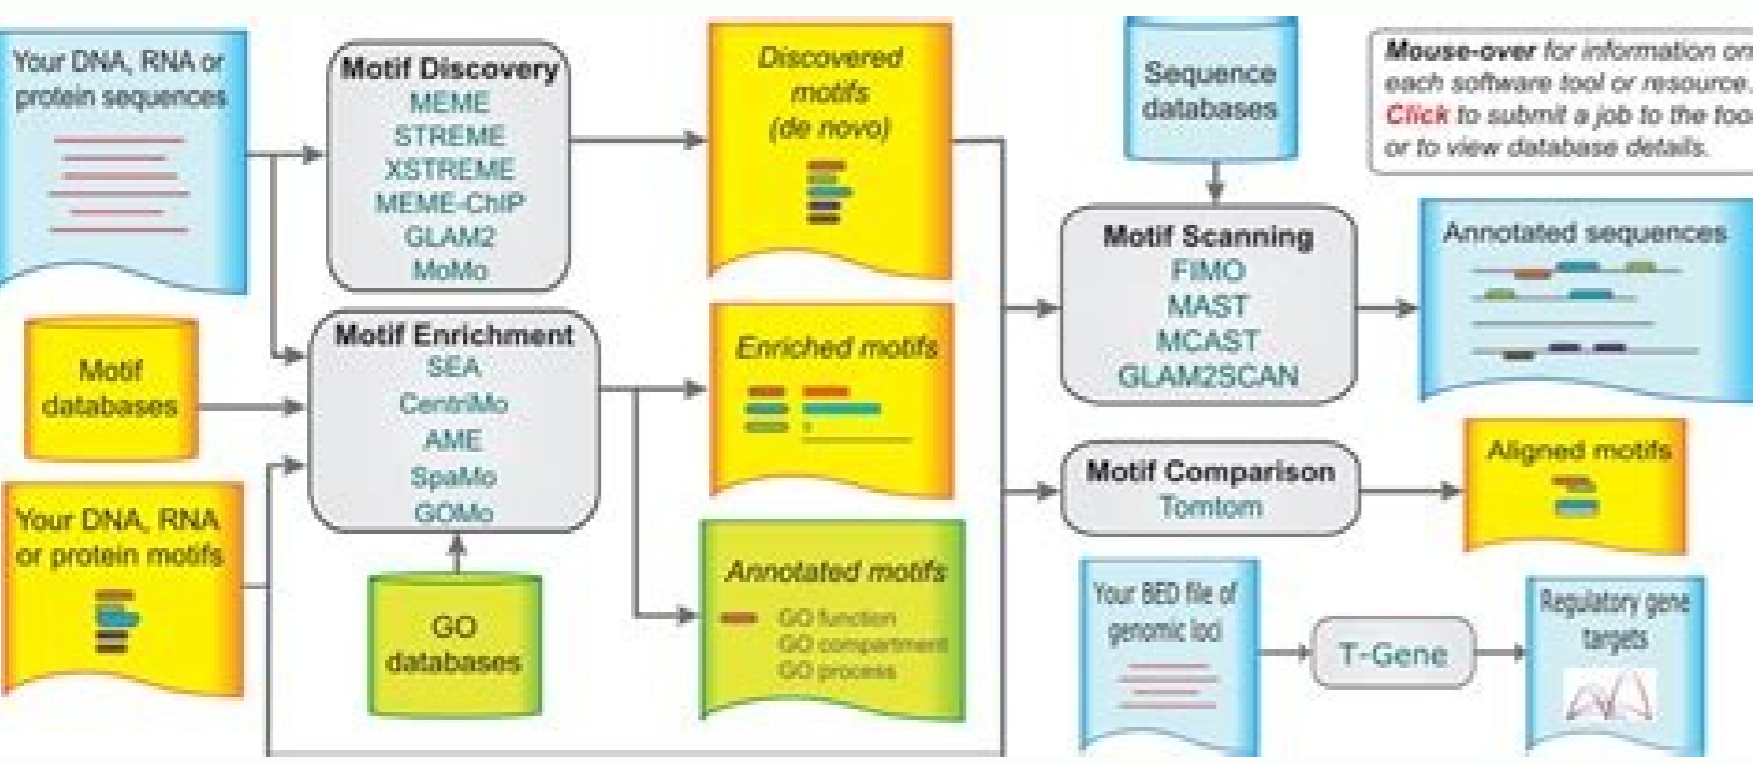 Your DNA, RNA or
protein sequences
Motif Discovery
MEME
STREME
XSTREME
MEME-ChIP
GLAM2
MoMo
Discovered
motifs
(de novo)
Sequence
databases
Mouse-over for information on
each software tool or resource.
Click to submit a job to the too
or to view database details.
Motif Scanning
FIMO
MAST
MCAST
GLAM2SCAN
Annotated sequences
Motif
databases
Motif Enrichment
SEA
CentriMo
AME
SpaMo
GOMo
Enriched motifs
Your DNA, RNA
or protein motifs
GO
databases
Annotated motifs
GO function
GO compartment
GO process
Motif Comparison
Tomtom
Aligned motifs
Your BED file of
genomic loci
T-Gene
Regulatory gene
targets